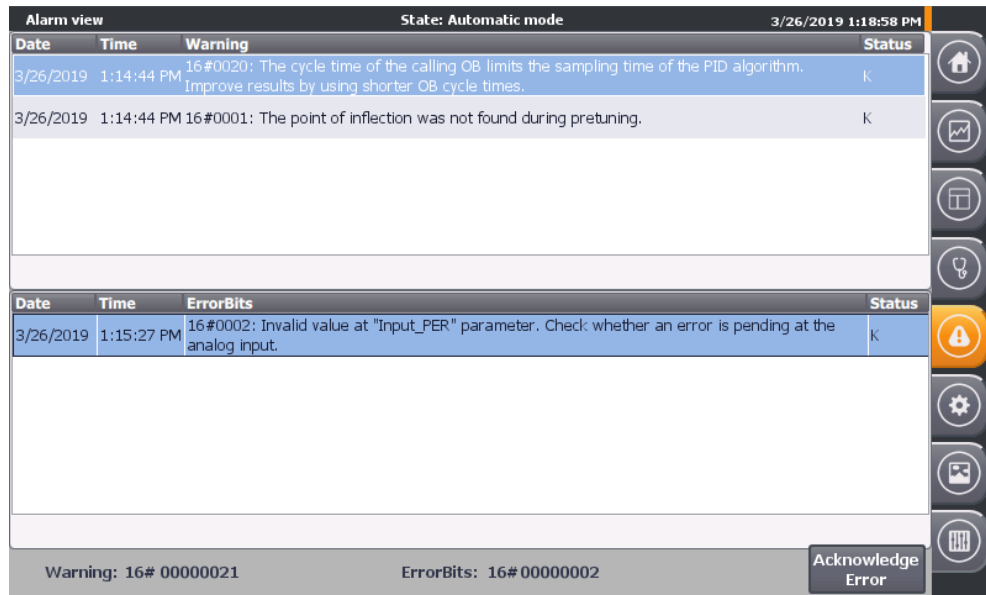 Alarm view State: Automatic mode 3/26/2019 1:18:58 PM
Date Time Warning Status
3/26/2019 1:14:44 PM 16#0020: The cycle time of the calling OB limits the sampling time of the PID algorithm. K
Improve results by using shorter OB cycle times.
3/26/2019 1:14:44 PM 16#0001: The point of inflection was not found during pretuning. K
Date Time ErrorBits Status
3/26/2019 1:15:27 PM 16#0002: Invalid value at "Input_PER" parameter. Check whether an error is pending at the K
analog input.
Warning: 16# 00000021 ErrorBits: 16# 00000002 Acknowledge
Error